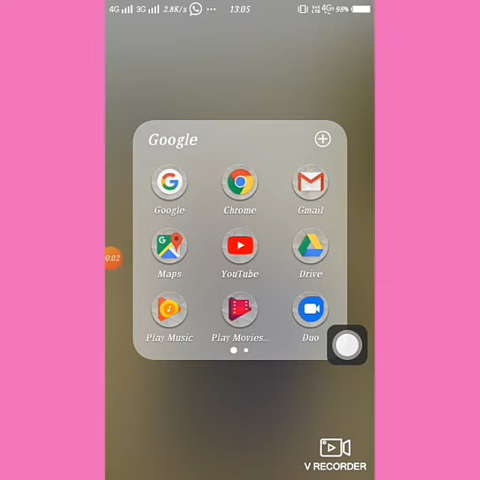 4G 3G 2.8K/s 13:05 4G+ 98%
Google
Google Chrome Gmail
Maps YouTube Drive
Play Music Play Movies... Duo
:0:02
V RECORDER